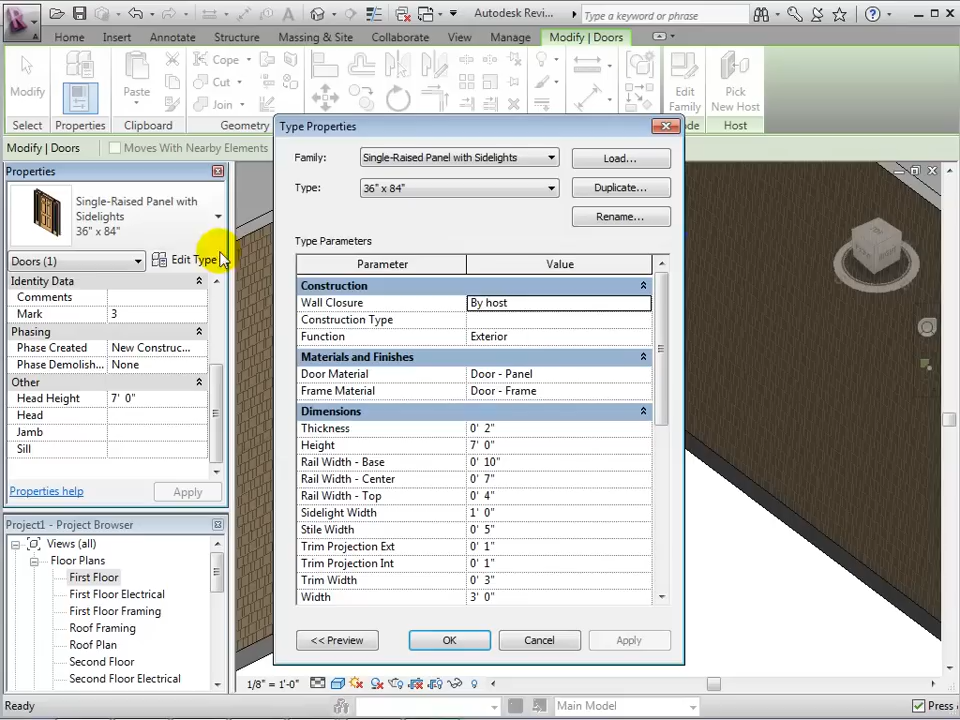 Autodesk Revi...
Type a keyword or phrase
Home Insert Annotate Structure Massing & Site Collaborate View Manage Modify | Doors
Modify
Paste
Cope
Cut
Join
Edit
Family
Pick
New Host
Select Properties Clipboard Geometry de Host
Modify | Doors Moves With Nearby Elements
Properties
Single-Raised Panel with
Sidelights
36" x 84"
Doors (1) Edit Type
Identity Data
Comments
Mark 3
Phasing
Phase Created New Construc...
Phase Demolish... None
Other
Head Height 7' 0"
Head
Jamb
Sill
Properties help Apply
Project1 - Project Browser
Views (all)
Floor Plans
First Floor
First Floor Electrical
First Floor Framing
Roof Framing
Roof Plan
Second Floor
Second Floor Electrical
Type Properties
Family: Single-Raised Panel with Sidelights Load...
Type: 36" x 84" Duplicate...
Rename...
Type Parameters
Parameter Value
Construction
Wall Closure By host
Construction Type
Function Exterior
Materials and Finishes
Door Material Door - Panel
Frame Material Door - Frame
Dimensions
Thickness 0' 2"
Height 7' 0"
Rail Width - Base 0' 10"
Rail Width - Center 0' 7"
Rail Width - Top 0' 4"
Sidelight Width 1' 0"
Stile Width 0' 5"
Trim Projection Ext 0' 1"
Trim Projection Int 0' 1"
Trim Width 0' 3"
Width 3' 0"
<< Preview OK Cancel Apply
1/8" = 1'-0"
Ready
Main Model
Press